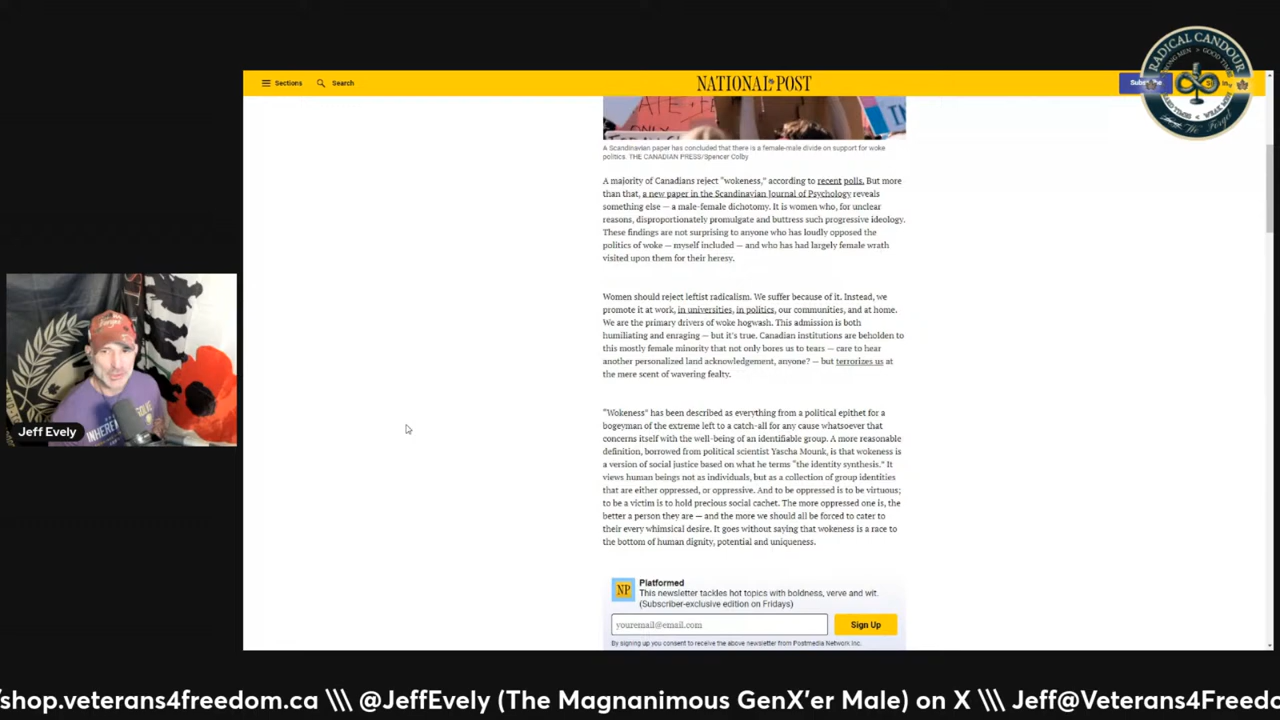 RADICAL CANDOUR
Sections
Search
NATIONAL POST
ONLY
A Scandinavian paper has concluded that there is a female-male divide on support for woke
politics. THE CANADIAN PRESS/Spencer Colby
A majority of Canadians reject "wokeness," according to recent polls. But more
than that, a new paper in the Scandinavian Journal of Psychology reveals
something else — a male-female dichotomy. It is women who, for unclear
reasons, disproportionately promulgate and buttress such progressive ideology.
These findings are not surprising to anyone who has loudly opposed the
politics of woke — myself included — and who has had largely female wrath
visited upon them for their heresy.
Women should reject leftist radicalism. We suffer because of it. Instead, we
promote it at work, in universities, in politics, our communities, and at home.
We are the primary drivers of woke hogwash. This admission is both
humiliating and enraging — but it's true. Canadian institutions are beholden to
this mostly female minority that not only bores us to tears — care to hear
another personalized land acknowledgement, anyone? — but terrorizes us at
the mere scent of wavering fealty.
"Wokeness" has been described as everything from a political epithet for a
bogeyman of the extreme left to a catch-all for any cause whatsoever that
concerns itself with the well-being of an identifiable group. A more reasonable
definition, borrowed from political scientist Yascha Mounk, is that wokeness is
a version of social justice based on what he terms "the identity synthesis." It
views human beings not as individuals, but as a collection of group identities
that are either oppressed, or oppressive. And to be oppressed is to be virtuous;
to be a victim is to hold precious social cachet. The more oppressed one is, the
better a person they are — and the more we should all be forced to cater to
their every whimsical desire. It goes without saying that wokeness is a race to
the bottom of human dignity, potential and uniqueness.
NP
Platformed
This newsletter tackles hot topics with boldness, verve and wit.
(Subscriber-exclusive edition on Fridays)
youremail@email.com
Sign Up
By signing up you consent to receive the above newsletter from Postmedia Network Inc.
Jeff Evely
/shop.veterans4freedom.ca \\\ @JeffEvely (The Magnanimous GenX'er Male) on X \\\ Jeff@Veterans4Freedo